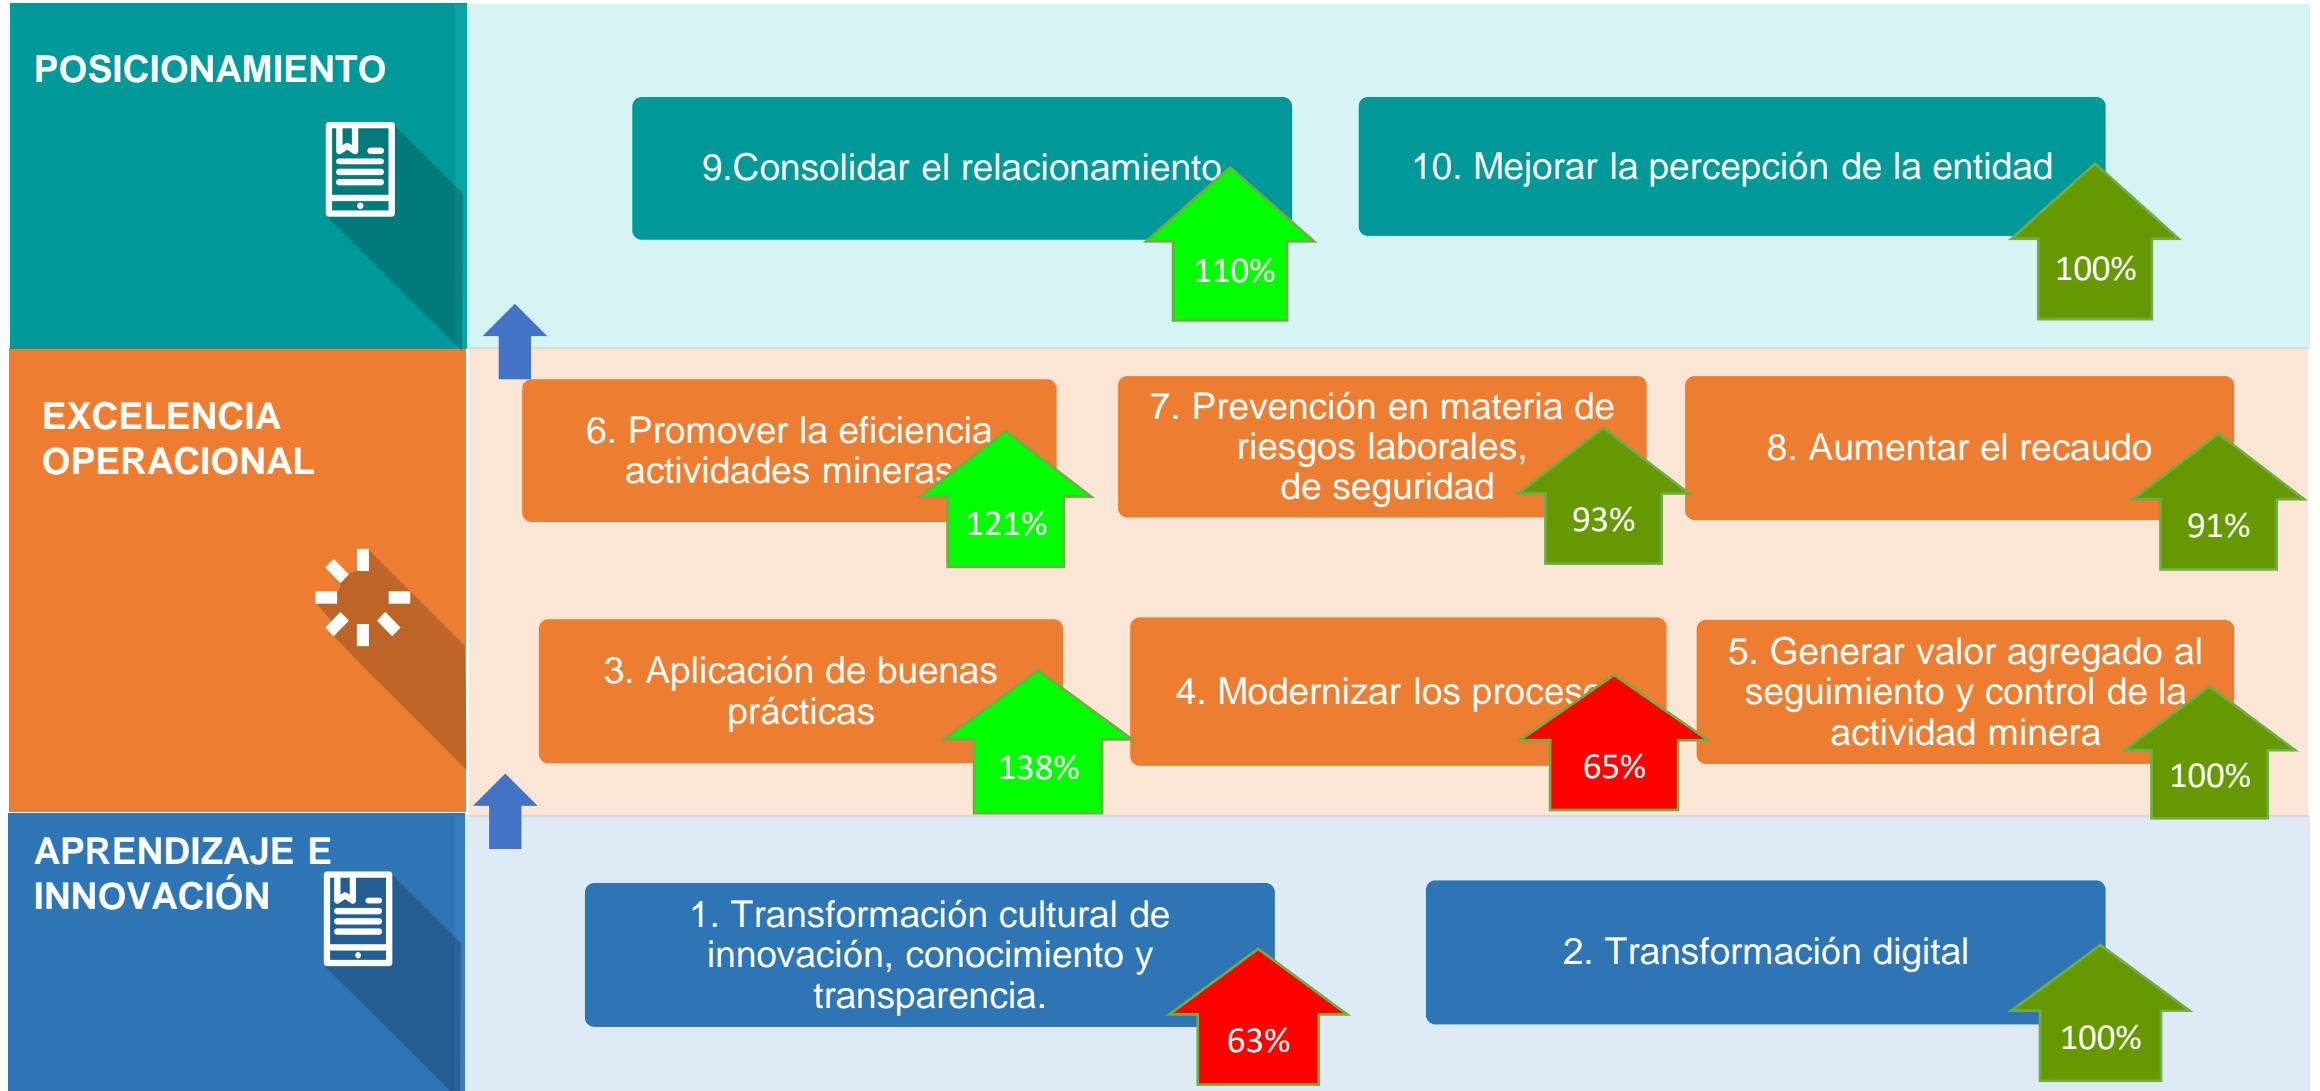 POSICIONAMIENTO
9.Consolidar el relacionamiento
110%
10. Mejorar la percepción de la entidad
100%
EXCELENCIA
OPERACIONAL
6. Promover la eficiencia
actividades mineras
121%
7. Prevención en materia de
riesgos laborales,
de seguridad
93%
8. Aumentar el recaudo
91%
3. Aplicación de buenas
prácticas
138%
4. Modernizar los proceso
65%
5. Generar valor agregado al
seguimiento y control de la
actividad minera
100%
APRENDIZAJE E
INNOVACIÓN
1. Transformación cultural de
innovación, conocimiento y
transparencia.
63%
2. Transformación digital
100%